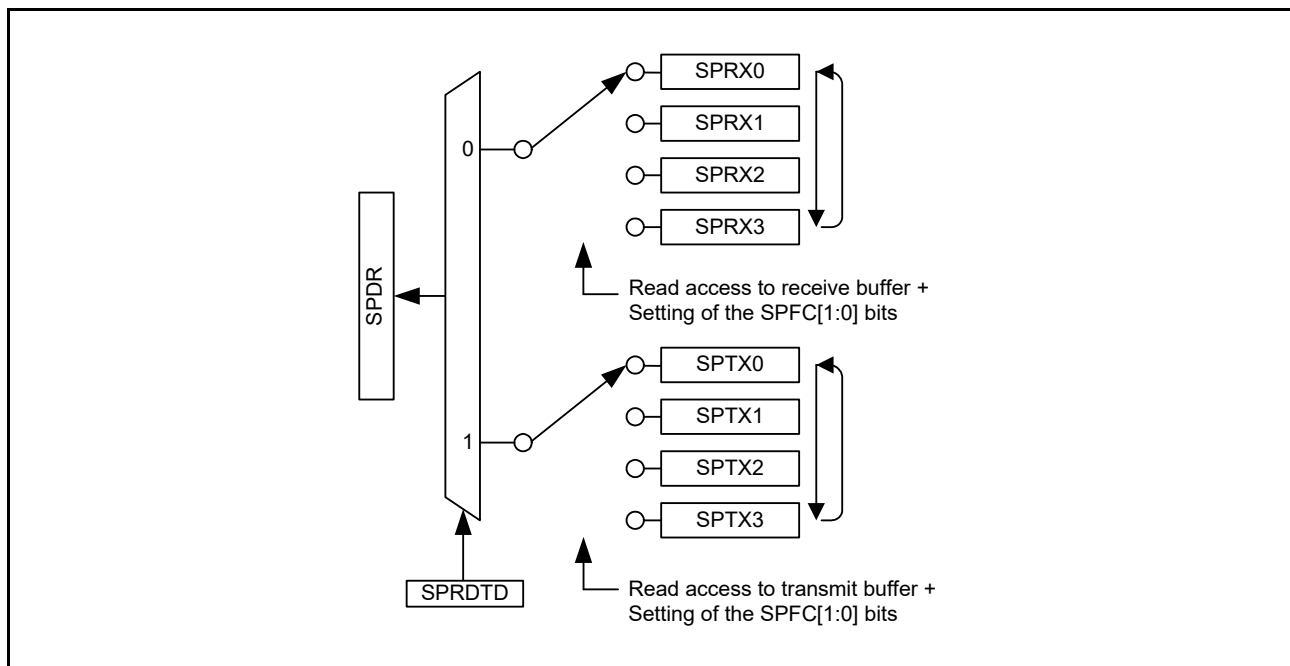 SPRX0
SPRX1
0
SPRX2
SPRX3
SPDR
Read access to receive buffer +
Setting of the SPFC[1:0] bits
SPTX0
SPTX1
1
SPTX2
SPTX3
SPRDTD
Read access to transmit buffer +
Setting of the SPFC[1:0] bits